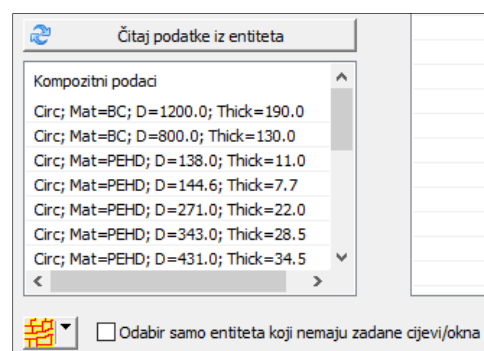 Čitaj podatke iz entiteta
Kompozitni podaci
Circ; Mat=BC; D=1200.0; Thick=190.0
Circ; Mat=BC; D=800.0; Thick=130.0
Circ; Mat=PEHD; D=138.0; Thick=11.0
Circ; Mat=PEHD; D=144.6; Thick=7.7
Circ; Mat=PEHD; D=271.0; Thick=22.0
Circ; Mat=PEHD; D=343.0; Thick=28.5
Circ; Mat=PEHD; D=431.0; Thick=34.5
Odabir samo entiteta koji nemaju zadane cijevi/okna